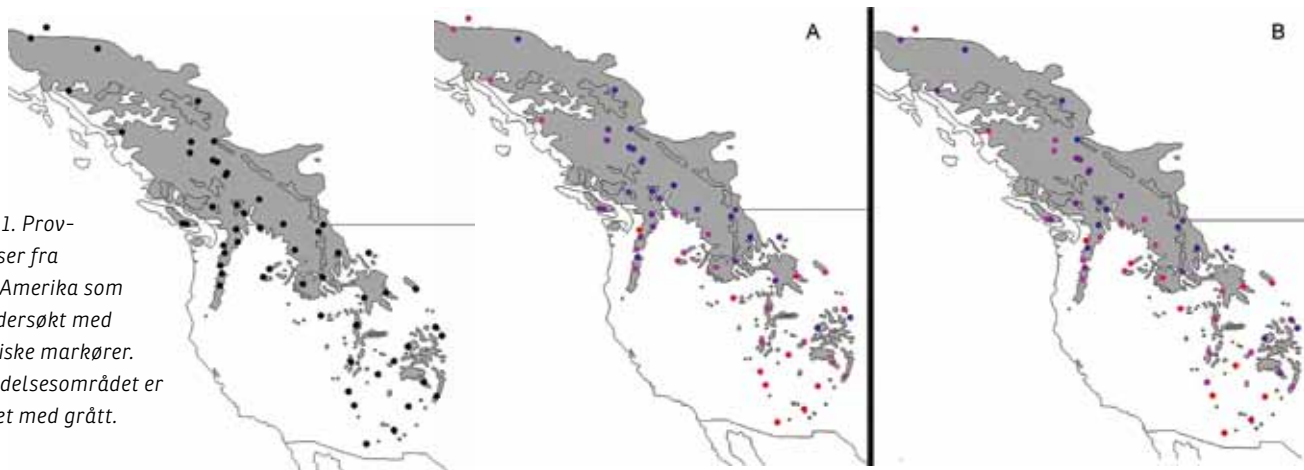 1. Prov-
ser fra
Amerika som
dersøkt med
iske markører.
delsesområdet er
et med grått.
A
B